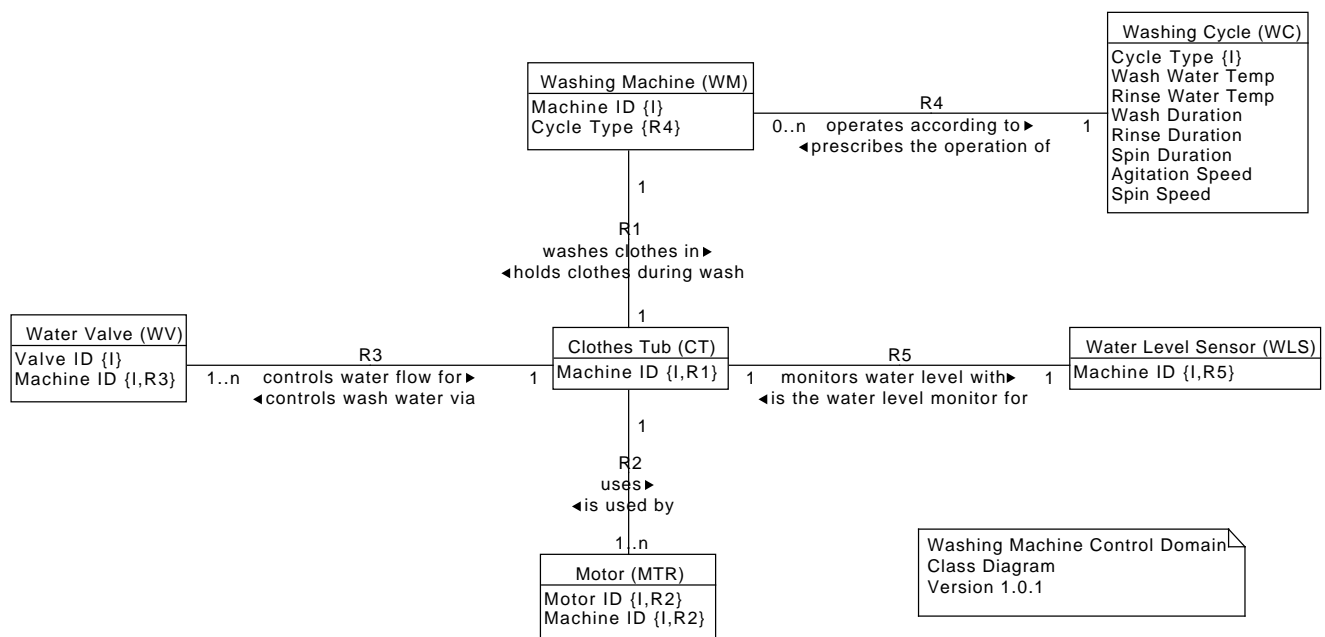 Washing Cycle (WC)
Cycle Type {I}
Wash Water Temp
Rinse Water Temp
Wash Duration
Rinse Duration
Spin Duration
Agitation Speed
Spin Speed
Washing Machine (WM)
Machine ID {I}
Cycle Type {R4}
R4
0..n operates according to► 1
◄prescribes the operation of
1
R1
washes clothes in►
◄holds clothes during wash
1
Water Valve (WV)
Valve ID {I}
Machine ID {I,R3}
R3
1..n controls water flow for► 1
◄controls wash water via
Clothes Tub (CT)
Machine ID {I,R1}
R5
1 monitors water level with► 1
◄is the water level monitor for
Water Level Sensor (WLS)
Machine ID {I,R5}
1
R2
uses►
◄is used by
1..n
Motor (MTR)
Motor ID {I,R2}
Machine ID {I,R2}
Washing Machine Control Domain
Class Diagram
Version 1.0.1